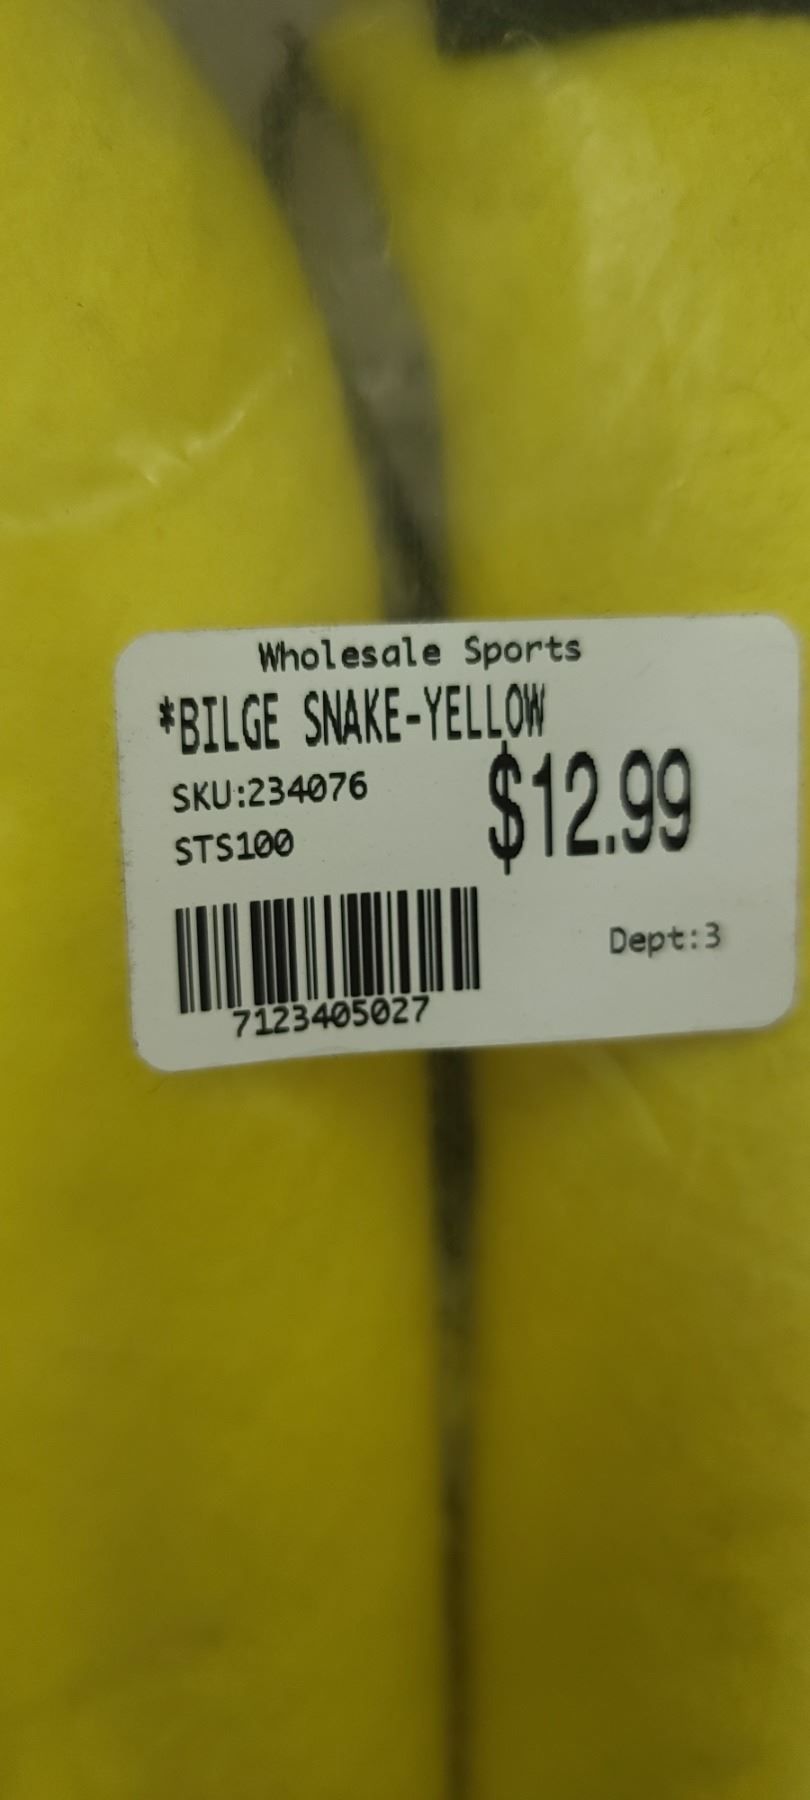 Wholesale Sports
*BILGE SNAKE-YELLOW
SKU:234076
$12.99
STS100
Dept:3
7123405027